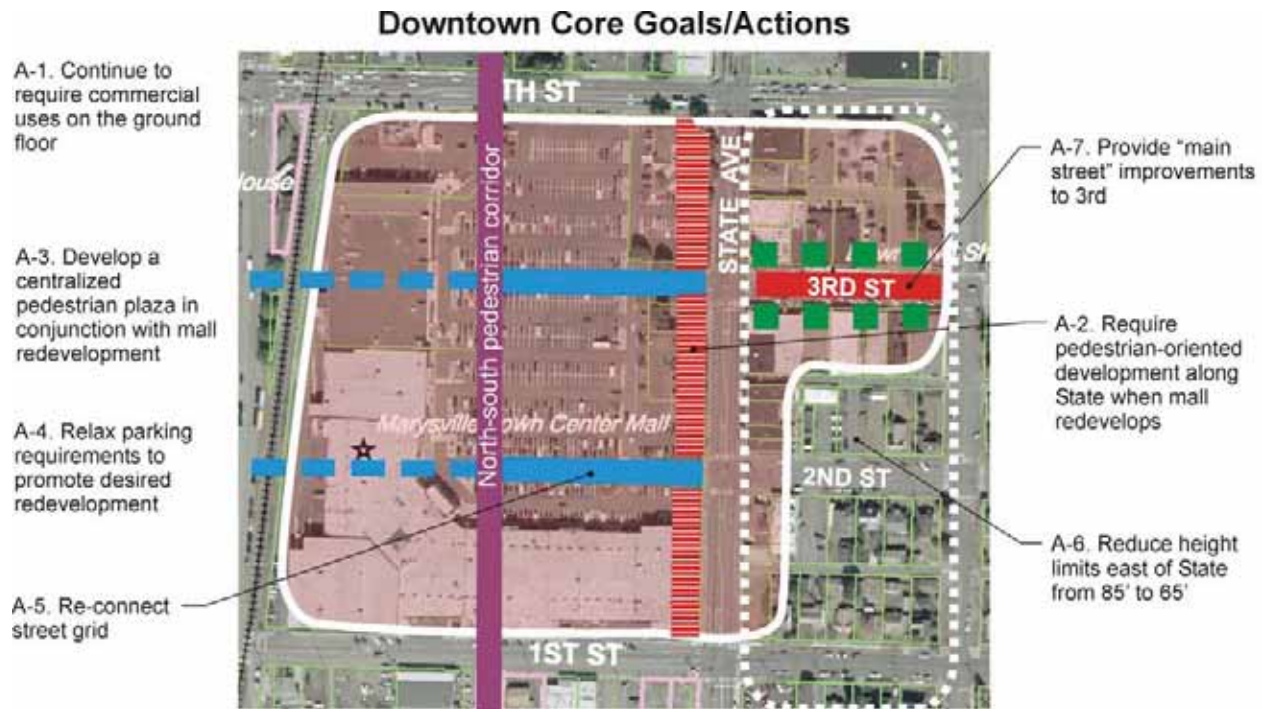 Downtown Core Goals/Actions
A-1. Continue to
require commercial
uses on the ground
floor
A-3. Develop a
centralized
pedestrian plaza in
conjunction with mall
redevelopment
A-4. Relax parking
requirements to
promote desired
redevelopment
A-5. Re-connect
street grid
TH ST
ouse
North-south pedestrian corridor
STATE AVE
3RD ST
Marysville Town Center Mall
2ND ST
1ST ST
A-7. Provide “main
street” improvements
to 3rd
A-2. Require
pedestrian-oriented
development along
State when mall
redevelops
A-6. Reduce height
limits east of State
from 85' to 65'